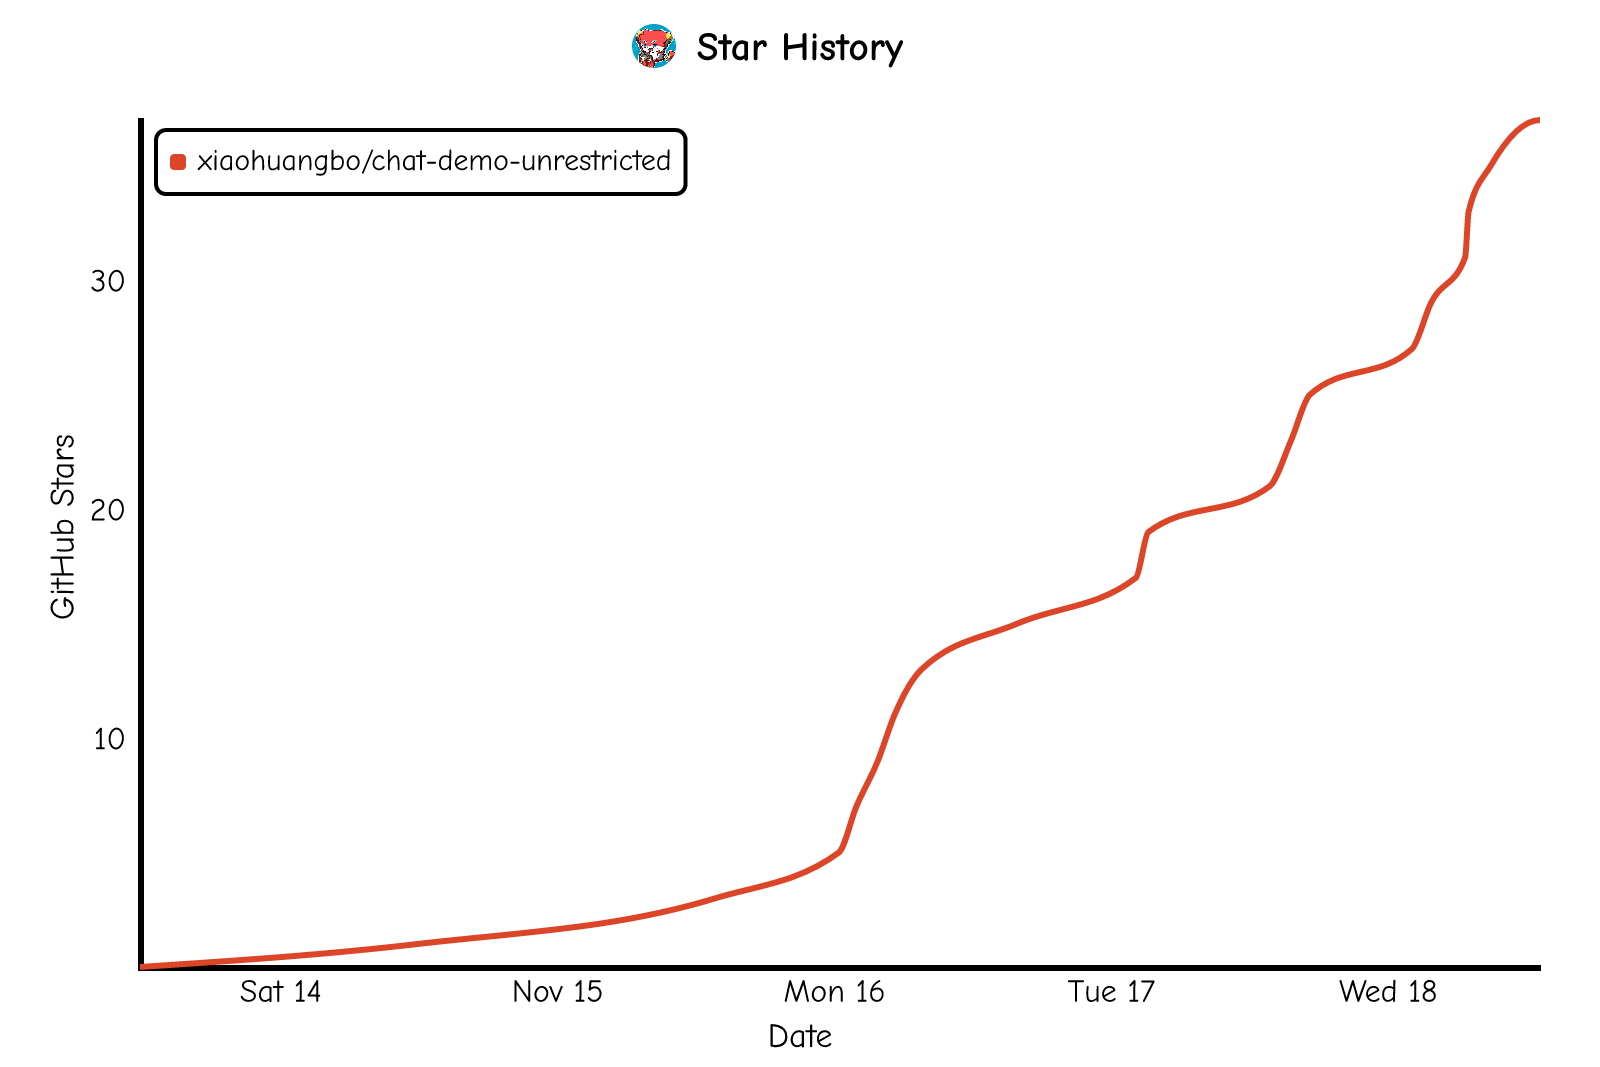 Star History
xiaohuangbo/chat-demo-unrestricted
30
20
10
GitHub Stars
Sat 14
Nov 15
Mon 16
Tue 17
Wed 18
Date